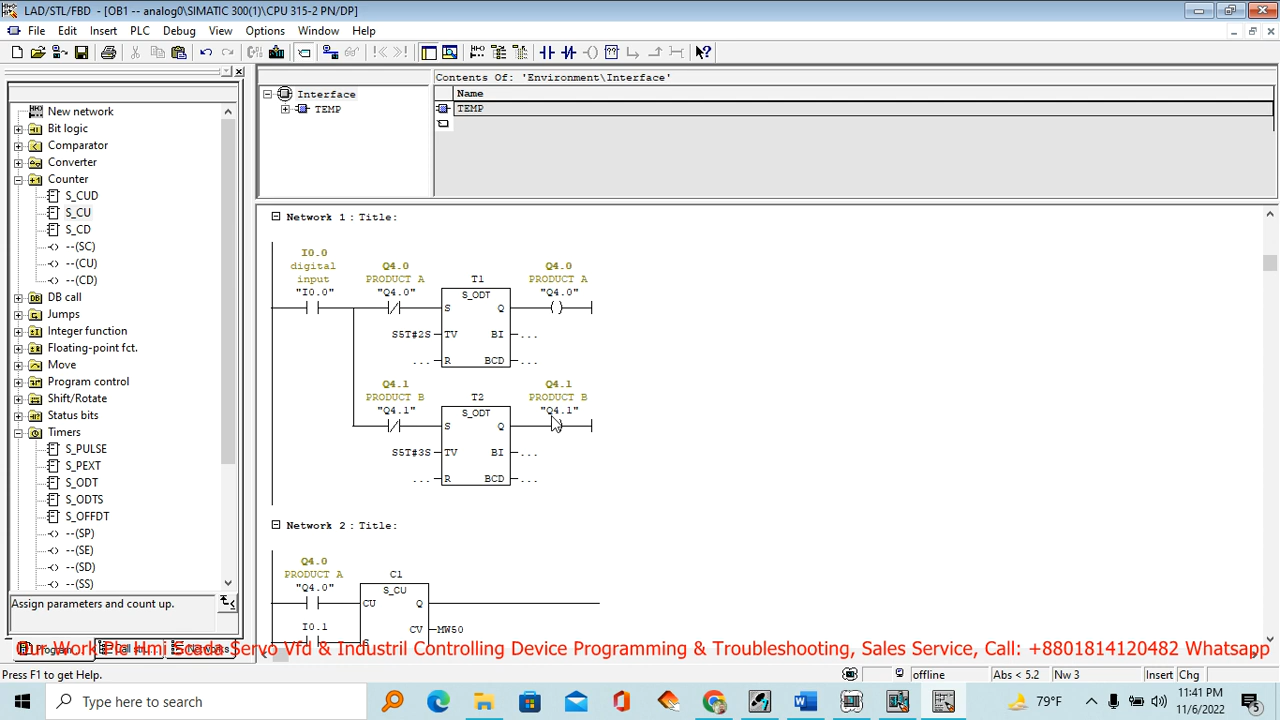 LAD/STL/FBD - [OB1 -- analog0\SIMATIC 300(1)\CPU 315-2 PN/DP]
File Edit Insert PLC Debug View Options Window Help
New network
Bit logic
Comparator
Converter
Counter
S_CUD
S_CU
S_CD
--(SC)
--(CU)
--(CD)
DB call
Jumps
Integer function
Floating-point fct.
Move
Program control
Shift/Rotate
Status bits
Timers
S_PULSE
S_PEXT
S_ODT
S_ODTS
S_OFFDT
--(SP)
--(SE)
--(SD)
--(SS)
Assign parameters and count up.
Interface
TEMP
Contents Of: 'Environment\Interface'
Name
TEMP
Network 1 : Title:
I0.0
digital
input
"I0.0"
Q4.0
PRODUCT A
"Q4.0"
T1
S_ODT
S Q
S5T#2S TV BI ...
... R BCD ...
Q4.0
PRODUCT A
"Q4.0"
Q4.1
PRODUCT B
"Q4.1"
T2
S_ODT
S Q
S5T#3S TV BI ...
... R BCD ...
Q4.1
PRODUCT B
"Q4.1"
Network 2 : Title:
Q4.0
PRODUCT A
"Q4.0"
C1
S_CU
CU Q
I0.1
CV MW50
Our Work Plc Hmi Ecada Servo Vfd & Industril Controlling Device Programming & Troubleshooting, Sales Service, Call: +8801814120482 Whatsapp
Press F1 to get Help.
offline
Abs < 5.2
Nw 3
Insert
Chg
Type here to search
79°F
11:41 PM
11/6/2022
5